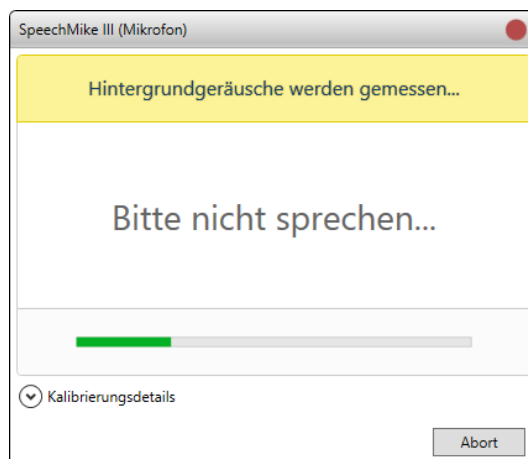 SpeechMike III (Mikrofon)
Hintergrundgeräusche werden gemessen...
Bitte nicht sprechen...
Kalibrierungsdetails
Abort